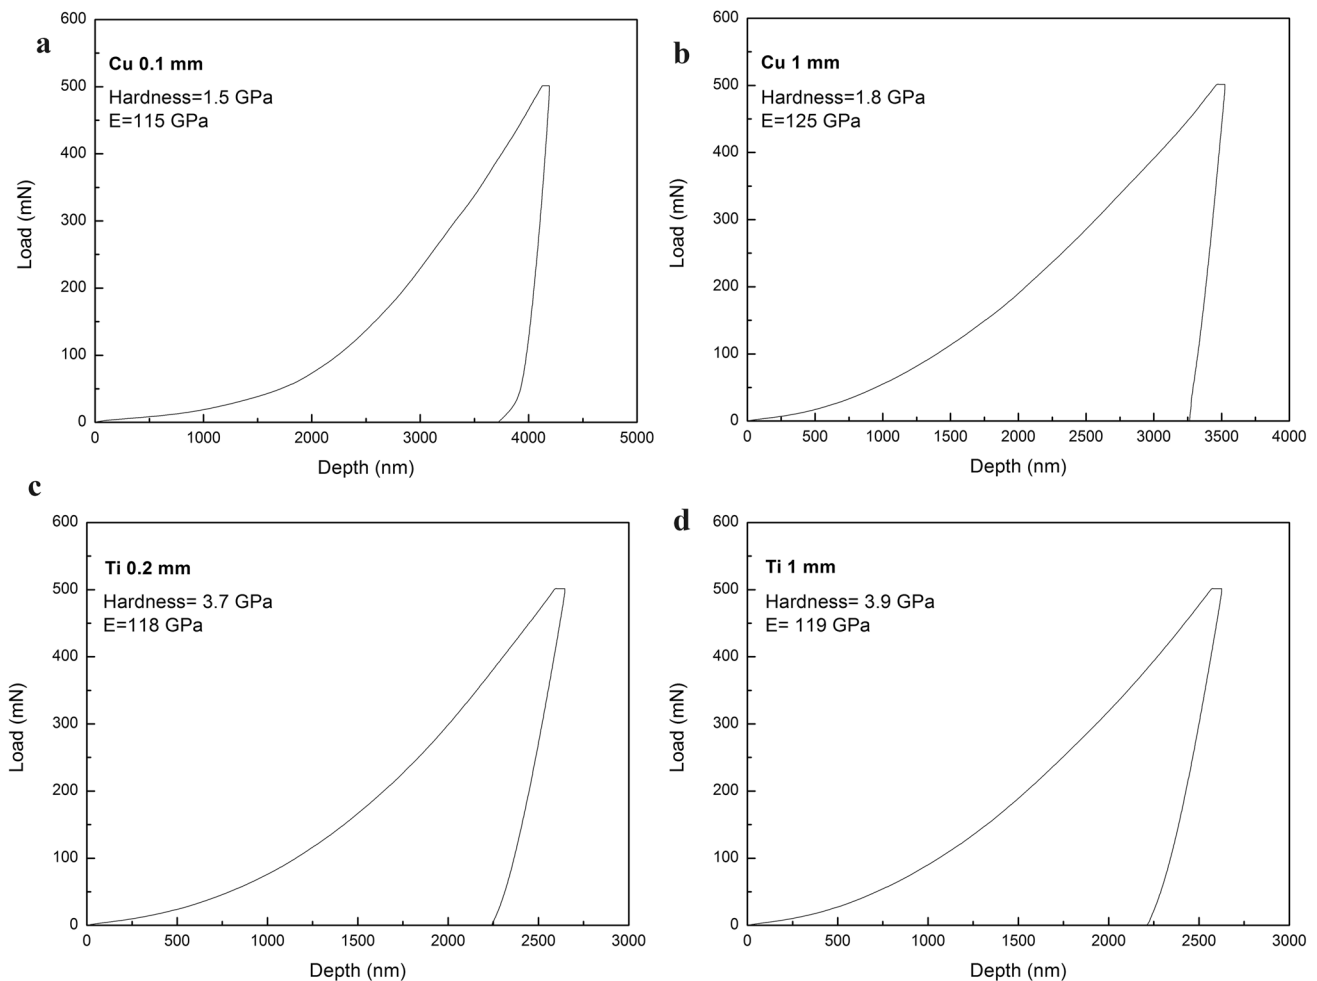 a
Cu 0.1 mm
Hardness=1.5 GPa
E=115 GPa
600
500
400
300
200
100
0
Load (mN)
0 1000 2000 3000 4000 5000
Depth (nm)
b
Cu 1 mm
Hardness=1.8 GPa
E=125 GPa
600
500
400
300
200
100
0
Load (mN)
0 500 1000 1500 2000 2500 3000 3500 4000
Depth (nm)
c
Ti 0.2 mm
Hardness= 3.7 GPa
E=118 GPa
600
500
400
300
200
100
0
Load (mN)
0 500 1000 1500 2000 2500 3000
Depth (nm)
d
Ti 1 mm
Hardness= 3.9 GPa
E= 119 GPa
600
500
400
300
200
100
0
Load (mN)
0 500 1000 1500 2000 2500 3000
Depth (nm)